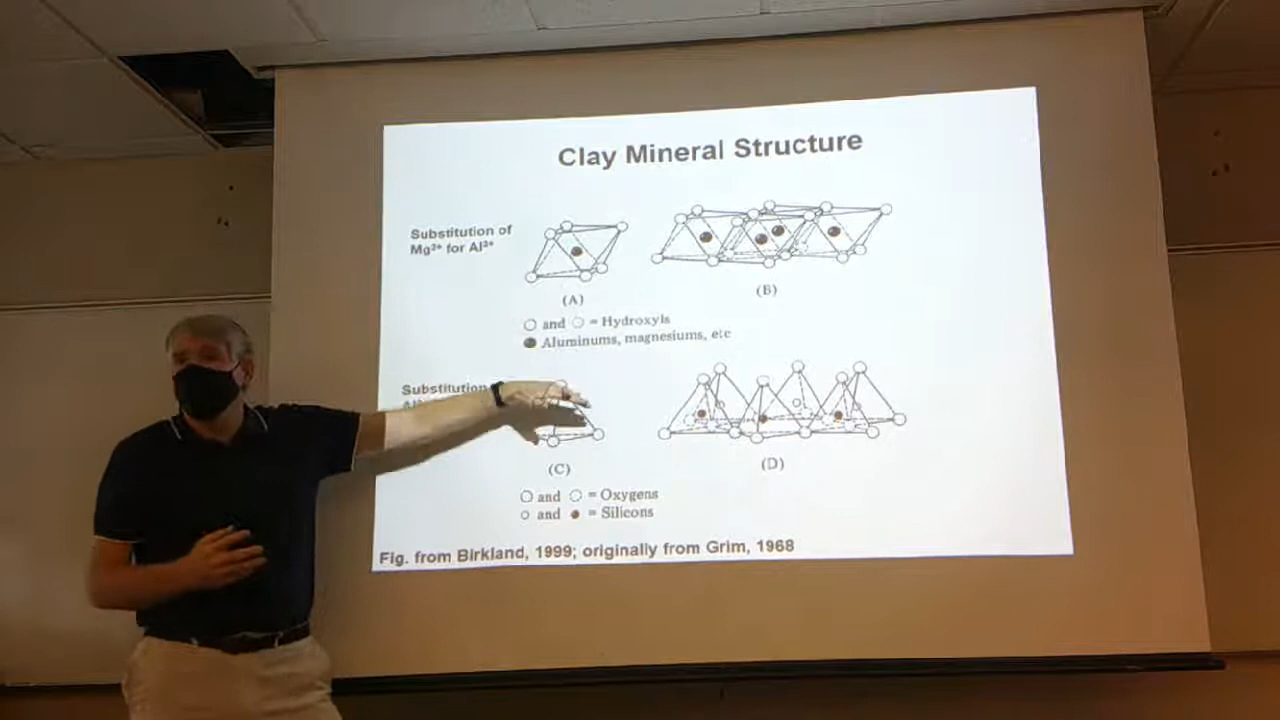 Clay Mineral Structure
Substitution of
Mg²⁺ for Al³⁺
(A)
(B)
and = Hydroxyls
Aluminums, magnesiums, etc
Substitution
(C)
(D)
and = Oxygens
and = Silicons
Fig. from Birkland, 1999; originally from Grim, 1968